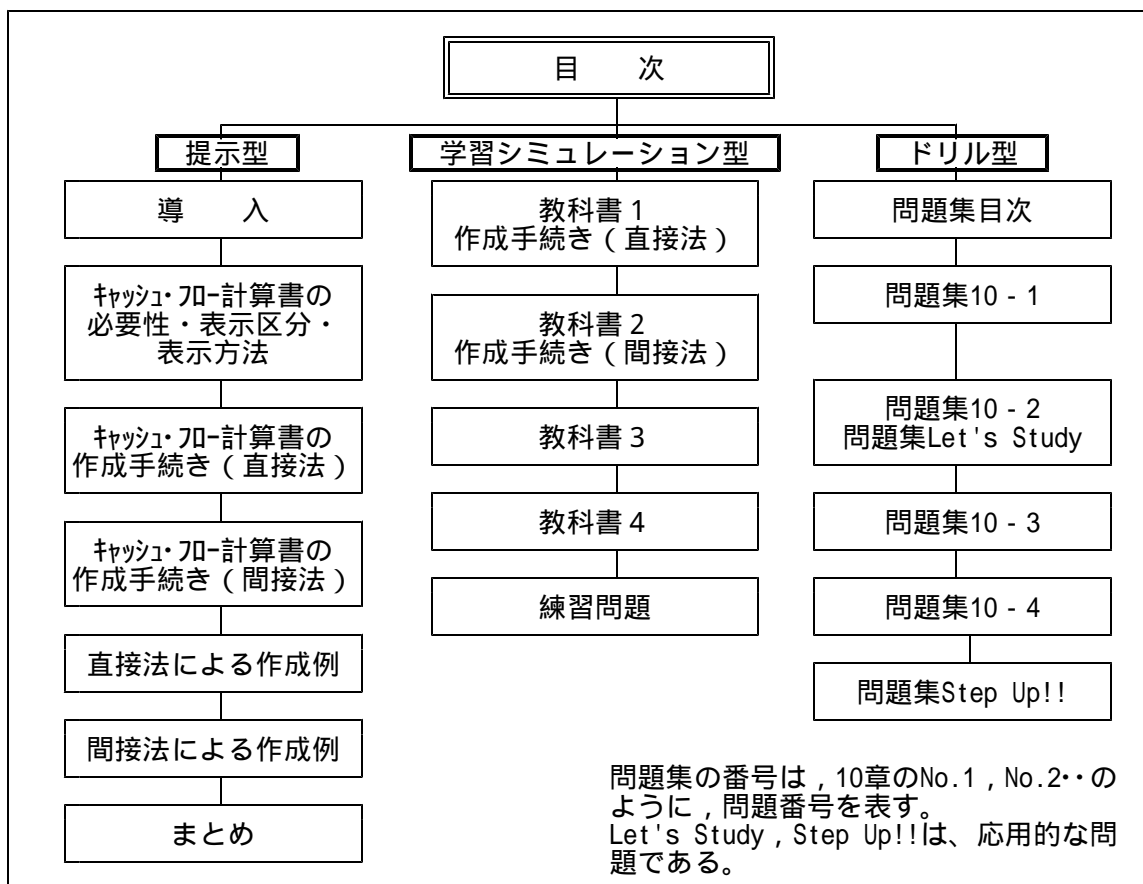 目　　次
提示型
導　　入
ｷｬｯｼｭ･ﾌﾛｰ計算書の
必要性・表示区分・
表示方法
ｷｬｯｼｭ･ﾌﾛｰ計算書の
作成手続き（直接法）
ｷｬｯｼｭ･ﾌﾛｰ計算書の
作成手続き（間接法）
直接法による作成例
間接法による作成例
まとめ
学習シミュレーション型
教科書１
作成手続き（直接法）
教科書２
作成手続き（間接法）
教科書３
教科書４
練習問題
ドリル型
問題集目次
問題集10‐1
問題集10‐2
問題集Let's Study
問題集10‐3
問題集10‐4
問題集Step Up!!
問題集の番号は，10章のNo.1，No.2･･の
ように，問題番号を表す。
Let's Study，Step Up!!は、応用的な問
題である。